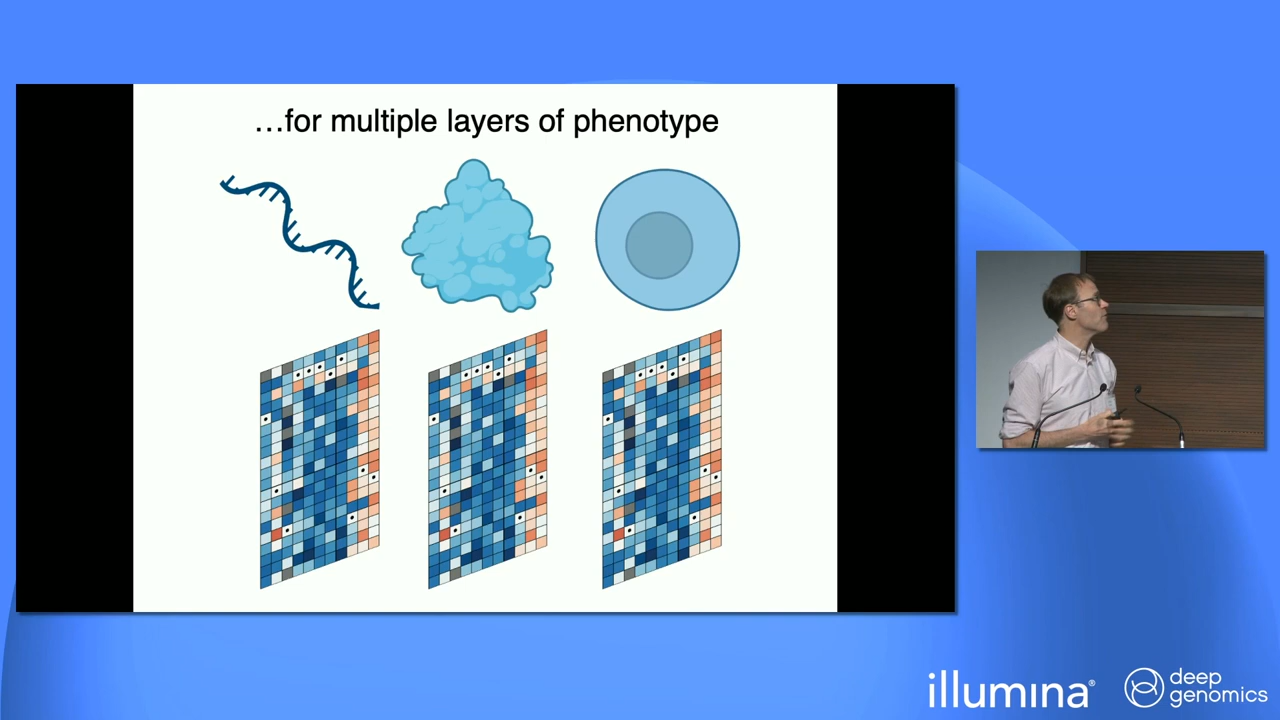 …for multiple layers of phenotype
illumina®
deep
genomics